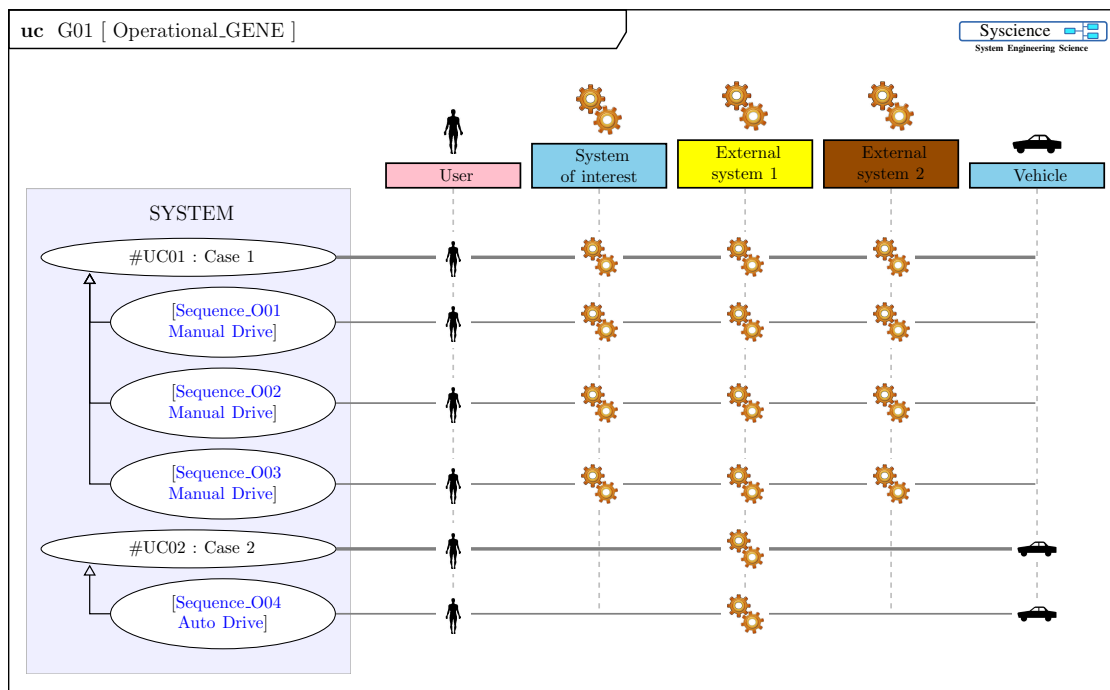 uc G01 [ Operational_GENE ]
Syscience
System Engineering Science
User
System
of interest
External
system 1
External
system 2
Vehicle
SYSTEM
#UC01 : Case 1
[Sequence_O01
Manual Drive]
[Sequence_O02
Manual Drive]
[Sequence_O03
Manual Drive]
#UC02 : Case 2
[Sequence_O04
Auto Drive]